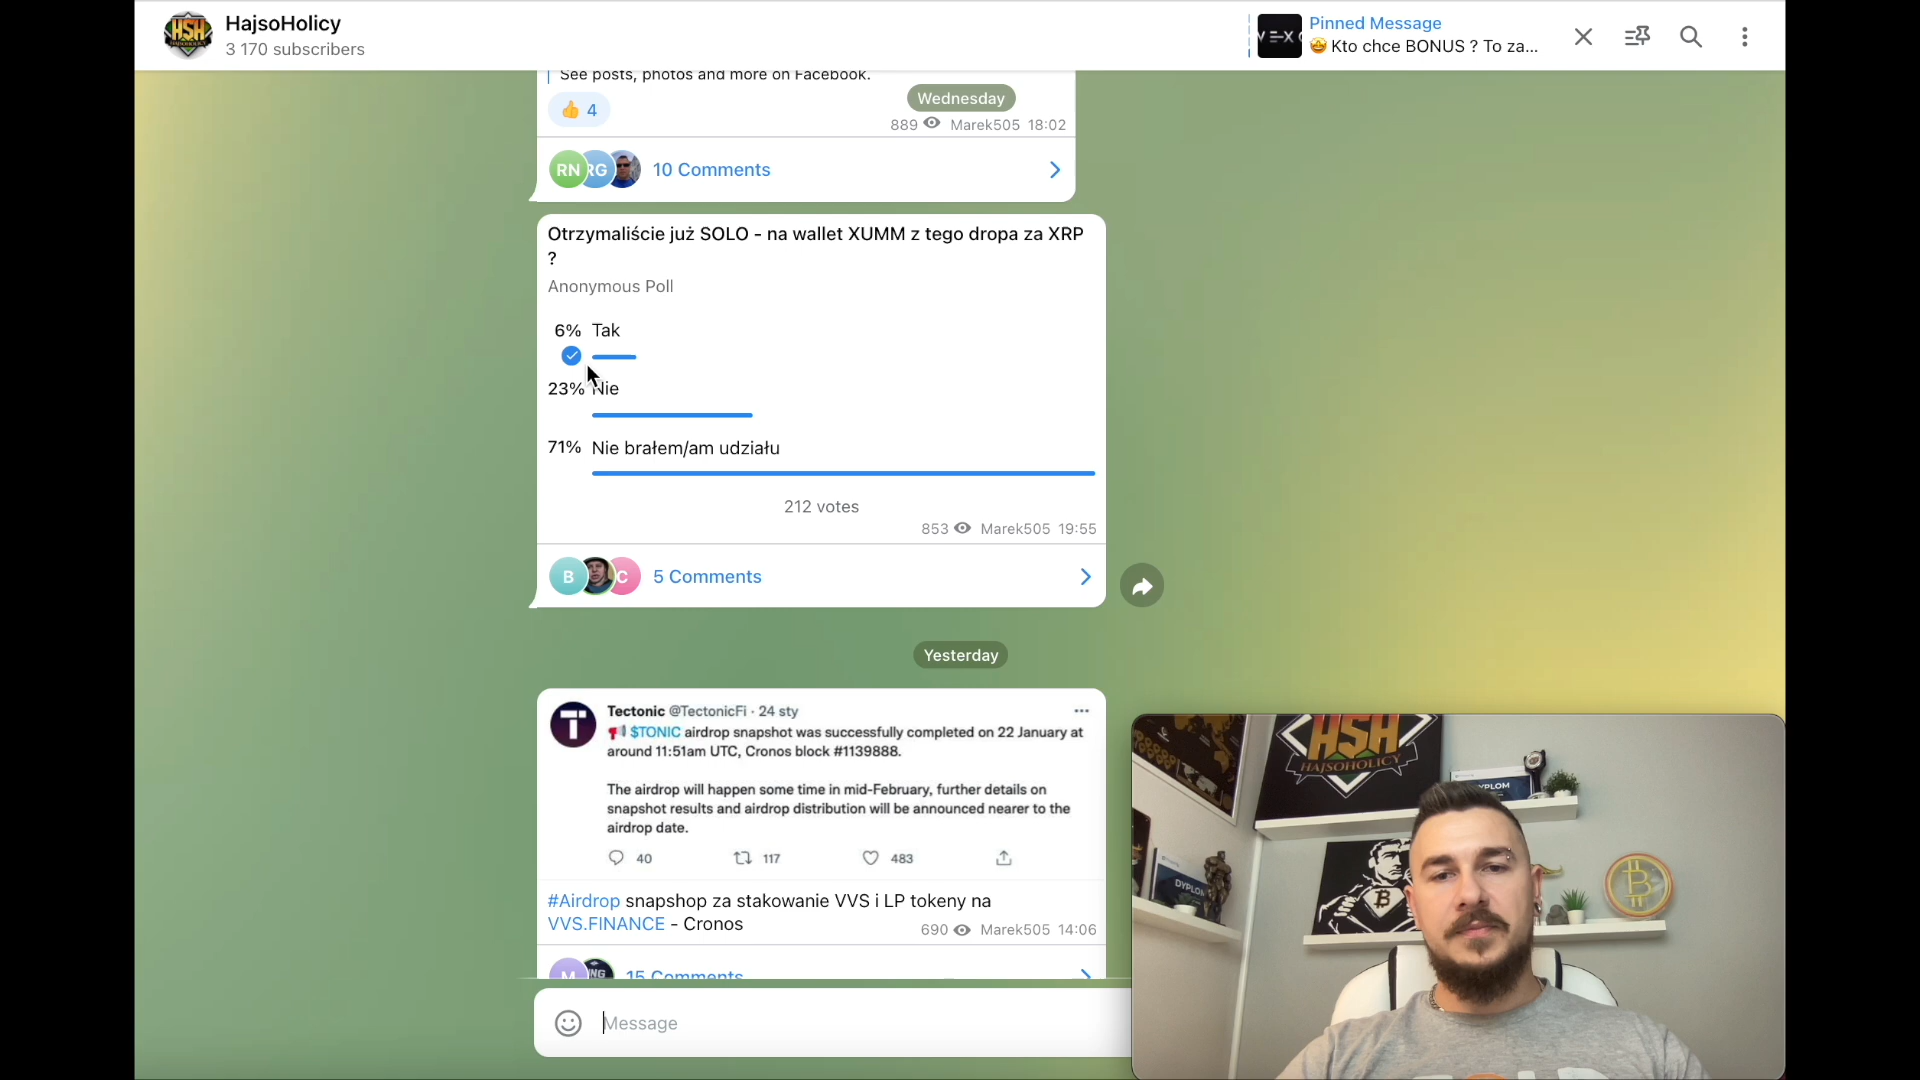 HajsoHolicy
3 170 subscribers
Pinned Message
🤩 Kto chce BONUS ? To za...
See posts, photos and more on Facebook.
👍 4
Wednesday
889 Marek505 18:02
RN RG 10 Comments
Otrzymaliście już SOLO - na wallet XUMM z tego dropa za XRP
?
Anonymous Poll
6% Tak
23% Nie
71% Nie brałem/am udziału
212 votes
853 Marek505 19:55
B C 5 Comments
Yesterday
Tectonic @TectonicFi · 24 sty
📢 $TONIC airdrop snapshot was successfully completed on 22 January at
around 11:51am UTC, Cronos block #1139888.
The airdrop will happen some time in mid-February, further details on
snapshot results and airdrop distribution will be announced nearer to the
airdrop date.
40 117 483
#Airdrop snapshop za stakowanie VVS i LP tokeny na
VVS.FINANCE - Cronos
690 Marek505 14:06
M 15 Comments
Message
HSH
HAJSOHOLICY
DYPLOM